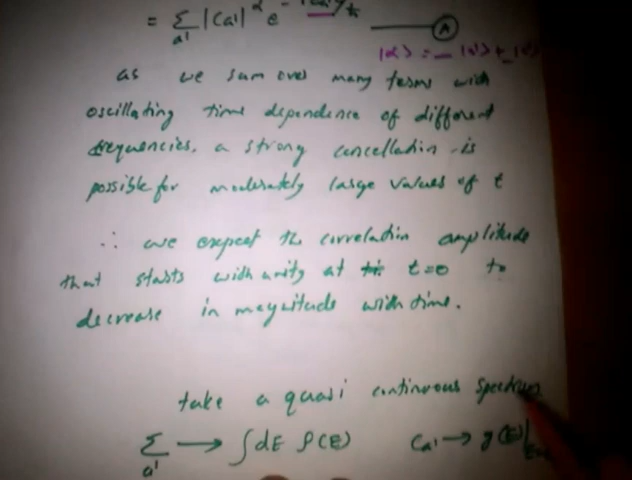 = Σ_{a'} |Ca'|² e
|α> =
as we sum over many terms with
oscillating time dependence of different
frequencies, a strong cancellation is
possible for moderately large values of t
∴ we expect the correlation amplitude
that starts with unity at t=0 to
decrease in magnitude with time.
take a quasi continuous spectrum
Σ_{a'} → ∫dE ρ(E) Ca' → g(E)|